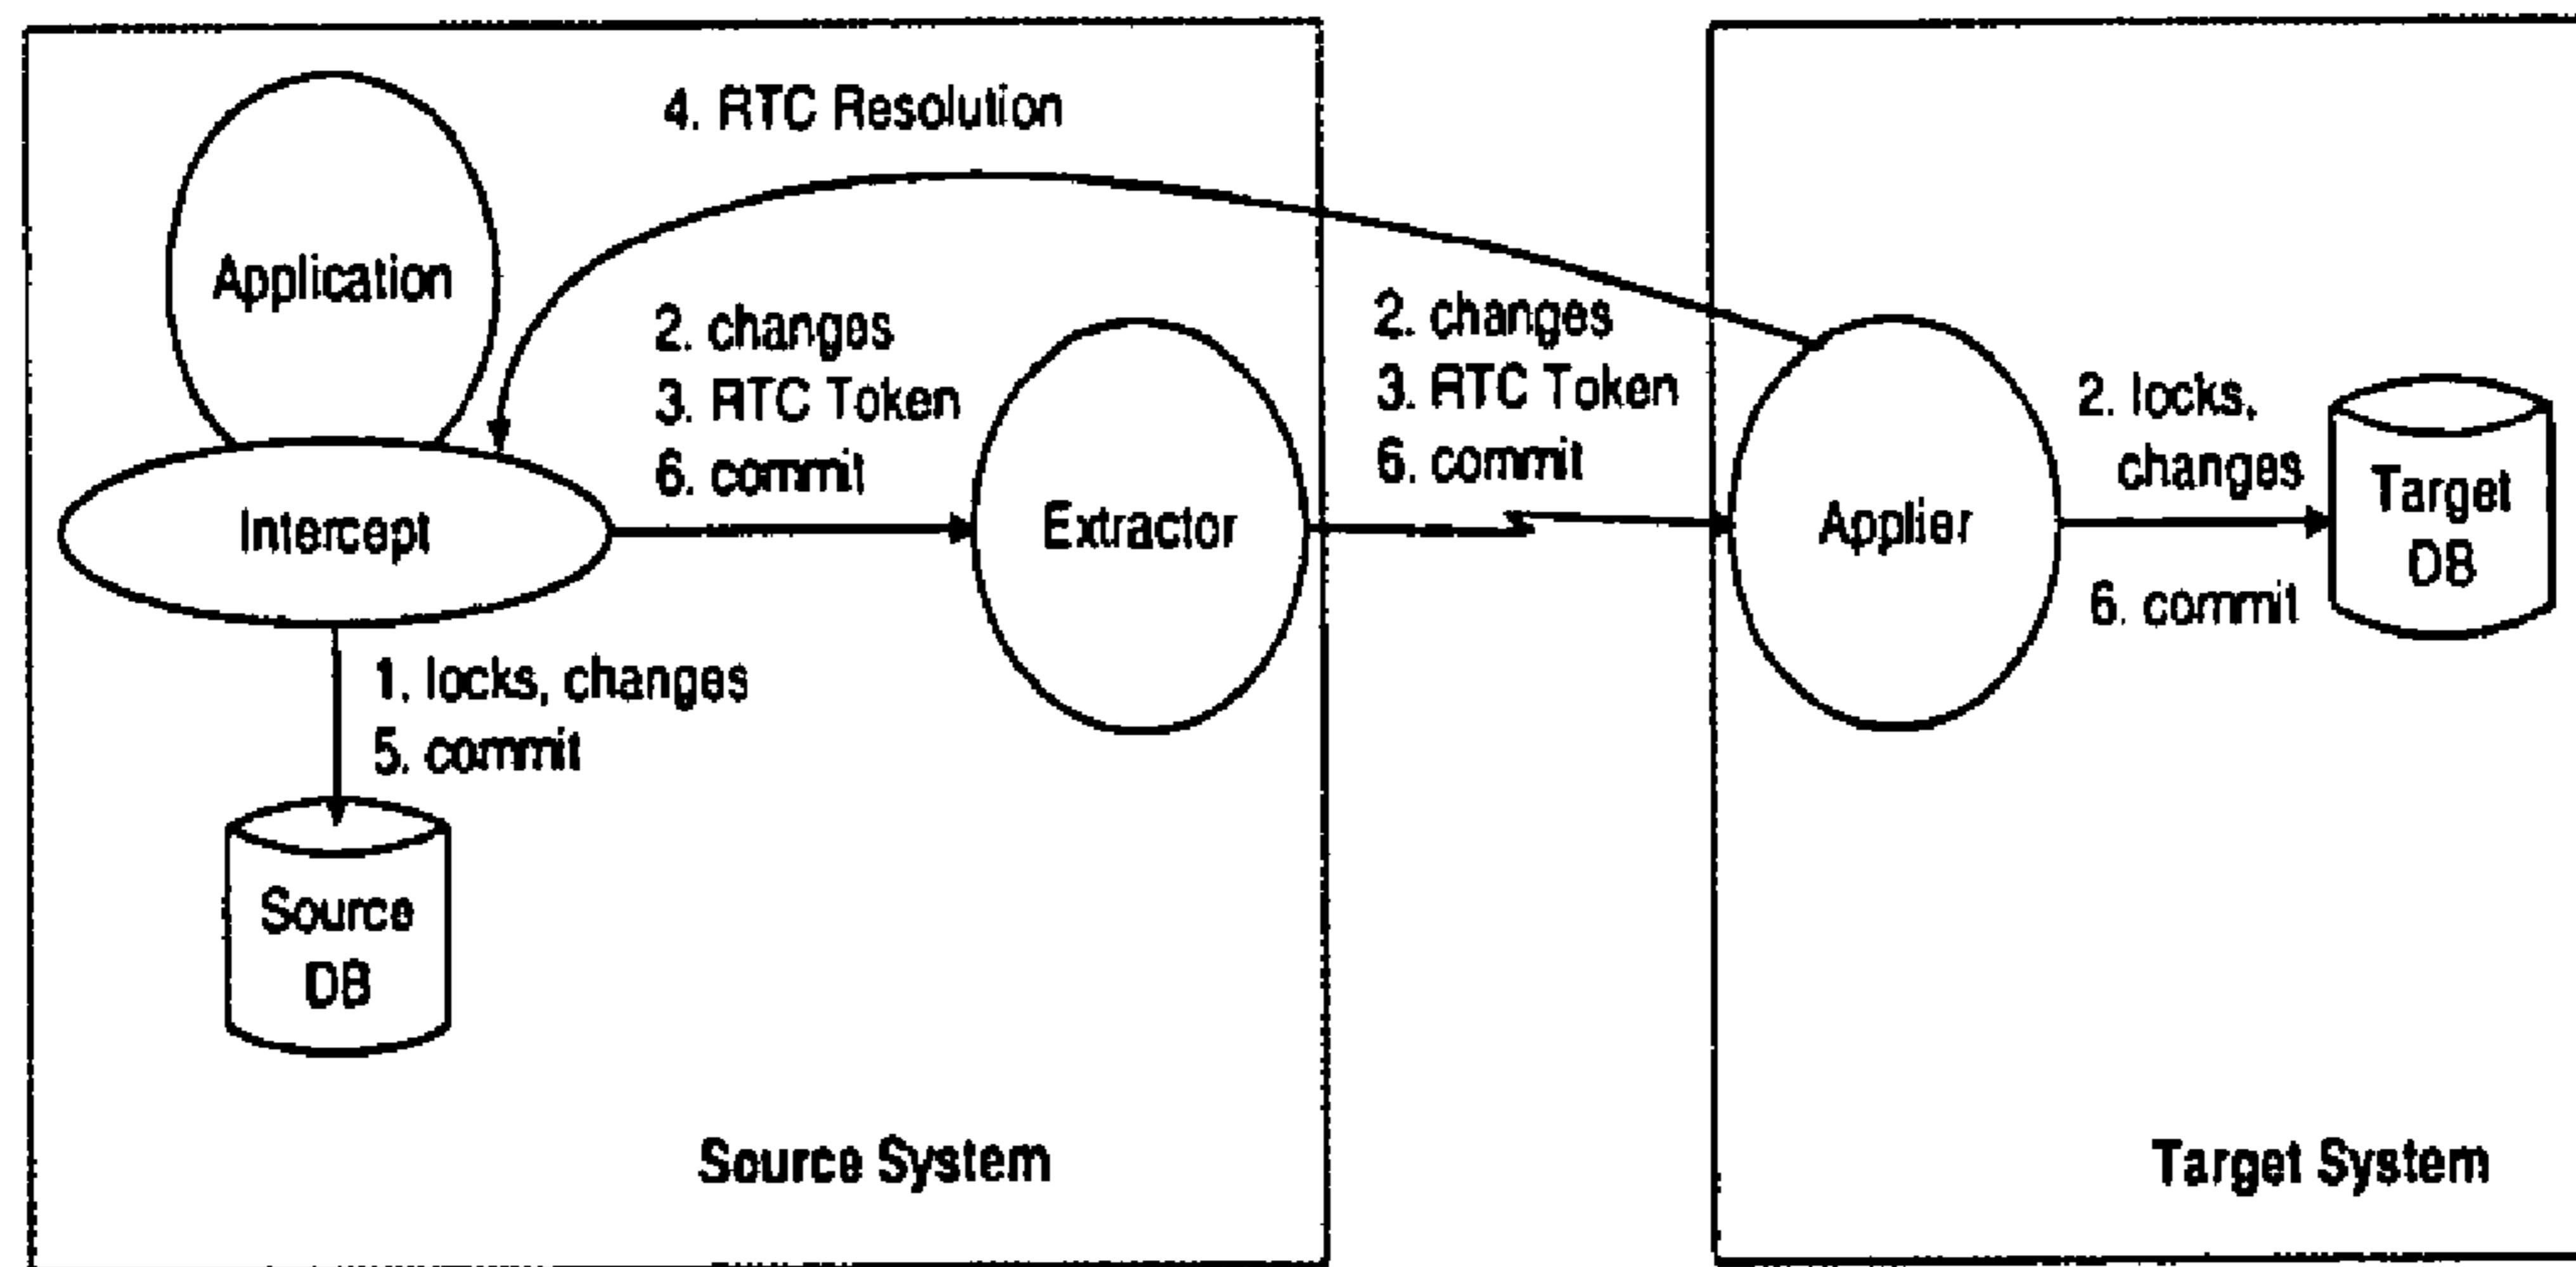 4. RTC Resolution
Application
2. changes
3. RTC Token
6. commit
2. changes
3. RTC Token
6. commit
2. locks,
changes
Intercept
Extractor
Applier
Target
DB
6. commit
1. locks, changes
5. commit
Source
DB
Source System
Target System